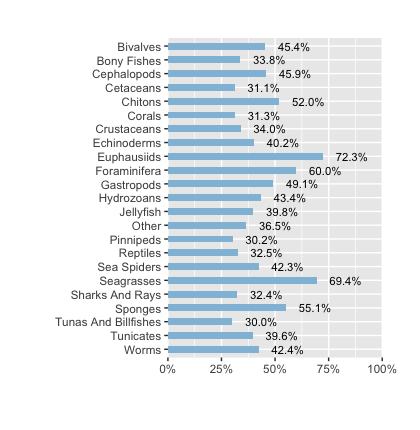 Bivalves 45.4%
Bony Fishes 33.8%
Cephalopods 45.9%
Cetaceans 31.1%
Chitons 52.0%
Corals 31.3%
Crustaceans 34.0%
Echinoderms 40.2%
Euphausiids 72.3%
Foraminifera 60.0%
Gastropods 49.1%
Hydrozoans 43.4%
Jellyfish 39.8%
Other 36.5%
Pinnipeds 30.2%
Reptiles 32.5%
Sea Spiders 42.3%
Seagrasses 69.4%
Sharks And Rays 32.4%
Sponges 55.1%
Tunas And Billfishes 30.0%
Tunicates 39.6%
Worms 42.4%
0% 25% 50% 75% 100%